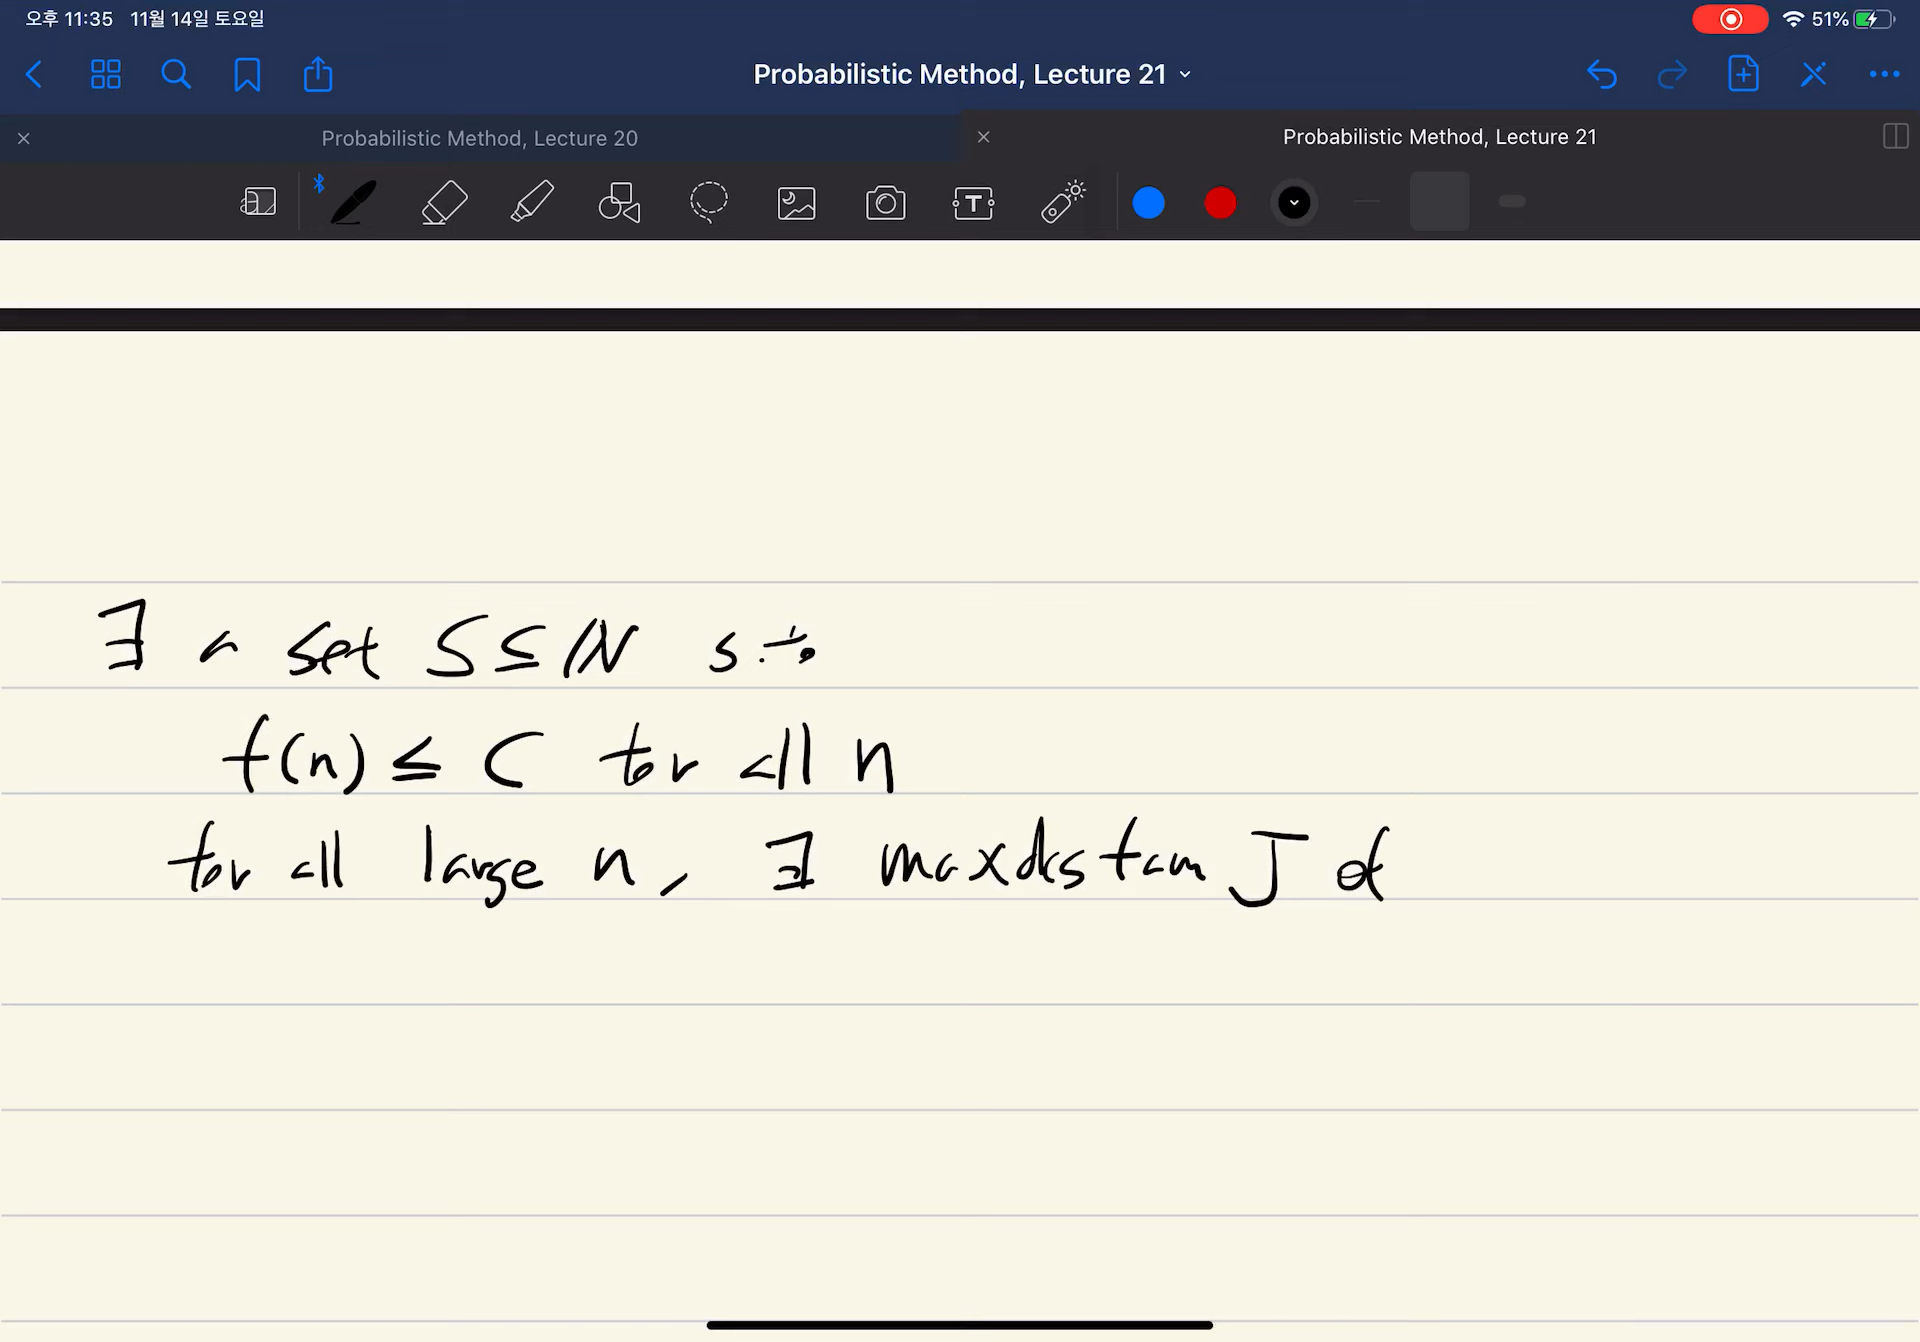 오후 11:35 11월 14일 토요일 51%
Probabilistic Method, Lecture 21
Probabilistic Method, Lecture 20 Probabilistic Method, Lecture 21
∃ a set S ⊆ ℕ s.t.
f(n) ≤ C for all n
for all large n, ∃ maxdisfam J of